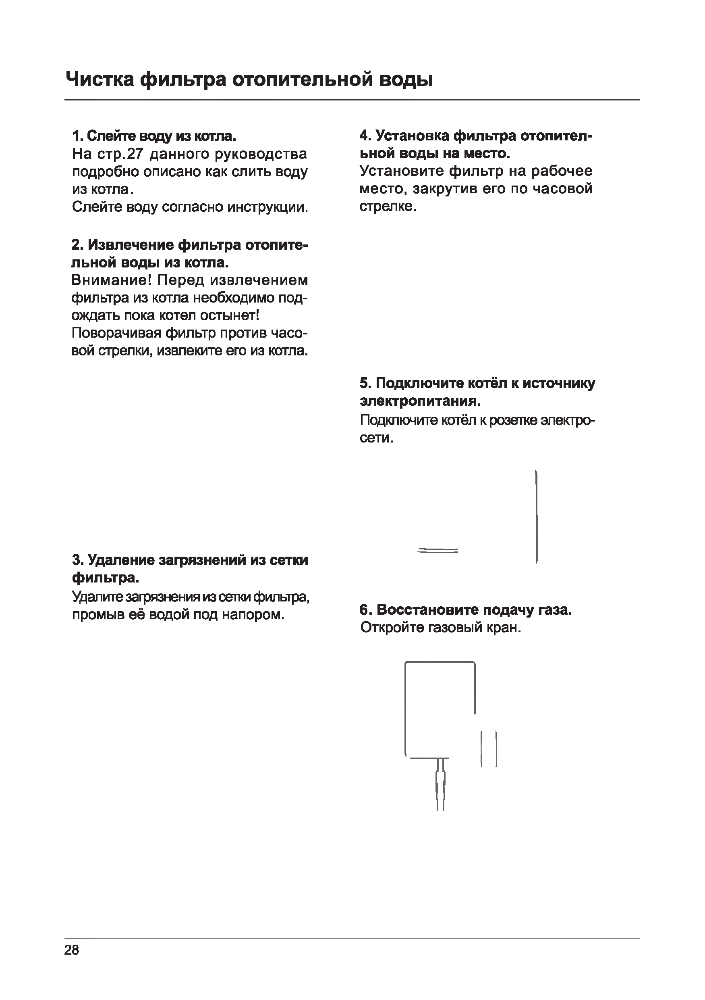 Чистка фильтра отопительной воды
1. Слейте воду из котла.
На стр.27 данного руководства
подробно описано как слить воду
из котла.
Слейте воду согласно инструкции.
2. Извлечение фильтра отопите-
льной воды из котла.
Внимание! Перед извлечением
фильтра из котла необходимо под-
ождать пока котел остынет!
Поворачивая фильтр против часо-
вой стрелки, извлеките его из котла.
3. Удаление загрязнений из сетки
фильтра.
Удалите загрязнения из сетки фильтра,
промыв её водой под напором.
4. Установка фильтра отопител-
ьной воды на место.
Установите фильтр на рабочее
место, закрутив его по часовой
стрелке.
5. Подключите котёл к источнику
электропитания.
Подключите котёл к розетке электро-
сети.
6. Восстановите подачу газа.
Откройте газовый кран.
28